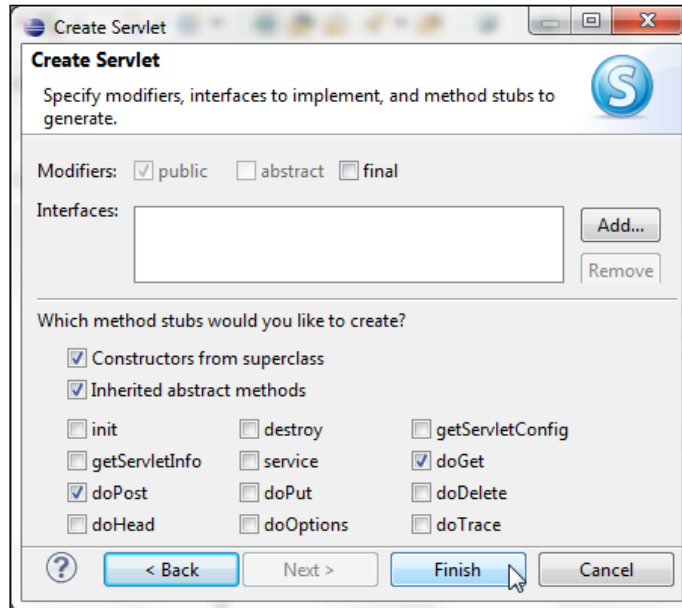 Create Servlet
Create Servlet
Specify modifiers, interfaces to implement, and method stubs to
generate.
S
Modifiers: public abstract final
Interfaces:
Add...
Remove
Which method stubs would you like to create?
Constructors from superclass
Inherited abstract methods
init destroy getServletConfig
getServletInfo service doGet
doPost doPut doDelete
doHead doOptions doTrace
? < Back Next > Finish Cancel